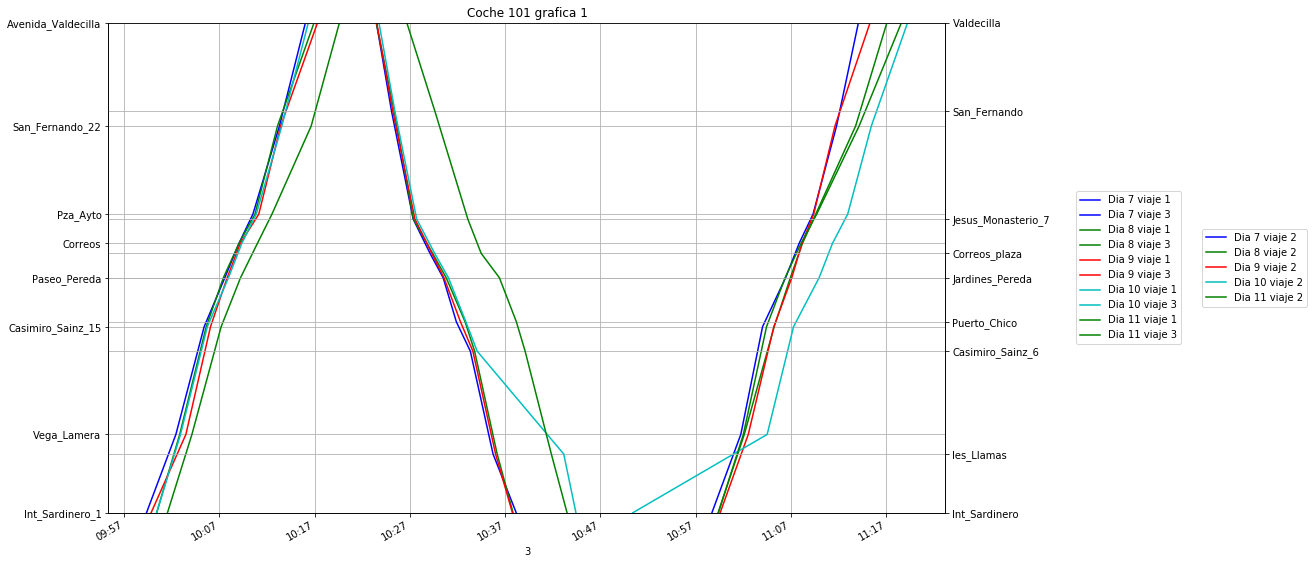 Coche 101 grafica 1
Avenida_Valdecilla
San_Fernando_22
Pza_Ayto
Correos
Paseo_Pereda
Casimiro_Sainz_15
Vega_Lamera
Int_Sardinero_1
Valdecilla
San_Fernando
Jesus_Monasterio_7
Correos_plaza
Jardines_Pereda
Puerto_Chico
Casimiro_Sainz_6
Ies_Llamas
Int_Sardinero
09:57
10:07
10:17
10:27
10:37
10:47
10:57
11:07
11:17
3
Dia 7 viaje 1
Dia 7 viaje 3
Dia 8 viaje 1
Dia 8 viaje 3
Dia 9 viaje 1
Dia 9 viaje 3
Dia 10 viaje 1
Dia 10 viaje 3
Dia 11 viaje 1
Dia 11 viaje 3
Dia 7 viaje 2
Dia 8 viaje 2
Dia 9 viaje 2
Dia 10 viaje 2
Dia 11 viaje 2